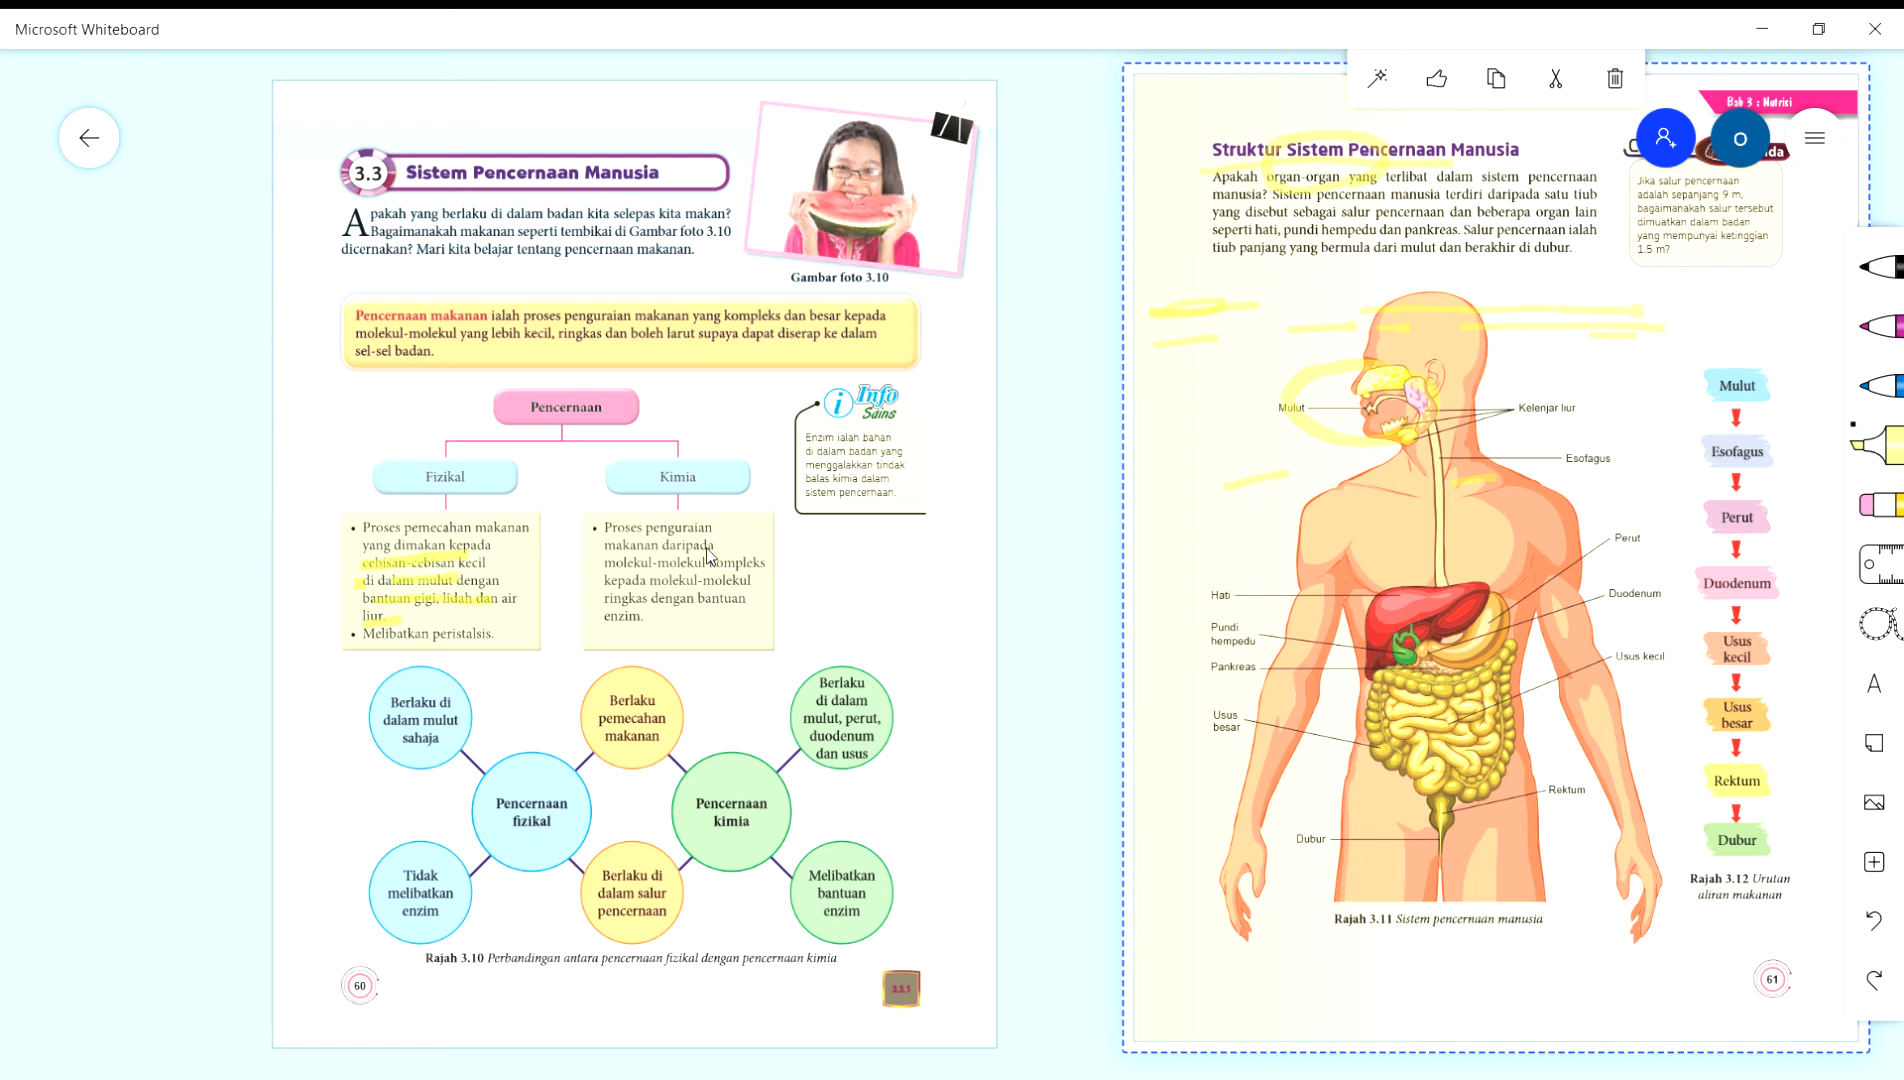 Microsoft Whiteboard
3.3 Sistem Pencernaan Manusia
Apakah yang berlaku di dalam badan kita selepas kita makan?
Bagaimanakah makanan seperti tembikai di Gambar foto 3.10
dicernakan? Mari kita belajar tentang pencernaan makanan.
Gambar foto 3.10
Pencernaan makanan ialah proses penguraian makanan yang kompleks dan besar kepada
molekul-molekul yang lebih kecil, ringkas dan boleh larut supaya dapat diserap ke dalam
sel-sel badan.
Pencernaan
Fizikal
Kimia
• Proses pemecahan makanan
yang dimakan kepada
cebisan-cebisan kecil
di dalam mulut dengan
bantuan gigi, lidah dan air
liur.
• Melibatkan peristalsis.
• Proses penguraian
makanan daripada
molekul-molekul kompleks
kepada molekul-molekul
ringkas dengan bantuan
enzim.
i Info
Sains
Enzim ialah bahan
di dalam badan yang
menggalakkan tindak
balas kimia dalam
sistem pencernaan.
Berlaku di
dalam mulut
sahaja
Berlaku
pemecahan
makanan
Berlaku
di dalam
mulut, perut,
duodenum
dan usus
Pencernaan
fizikal
Pencernaan
kimia
Tidak
melibatkan
enzim
Berlaku di
dalam salur
pencernaan
Melibatkan
bantuan
enzim
Rajah 3.10 Perbandingan antara pencernaan fizikal dengan pencernaan kimia
60
Bab 3 : Nutrisi
O
Struktur Sistem Pencernaan Manusia
Apakah organ-organ yang terlibat dalam sistem pencernaan
manusia? Sistem pencernaan manusia terdiri daripada satu tiub
yang disebut sebagai salur pencernaan dan beberapa organ lain
seperti hati, pundi hempedu dan pankreas. Salur pencernaan ialah
tiub panjang yang bermula dari mulut dan berakhir di dubur.
Jika salur pencernaan
adalah sepanjang 9 m,
bagaimanakah salur tersebut
dimuatkan dalam badan
yang mempunyai ketinggian
1.5 m?
Mulut
Kelenjar liur
Esofagus
Perut
Hati
Duodenum
Pundi
hempedu
Usus kecil
Pankreas
Usus
besar
Rektum
Dubur
Rajah 3.11 Sistem pencernaan manusia
Mulut
Esofagus
Perut
Duodenum
Usus
kecil
Usus
besar
Rektum
Dubur
Rajah 3.12 Urutan
aliran makanan
61